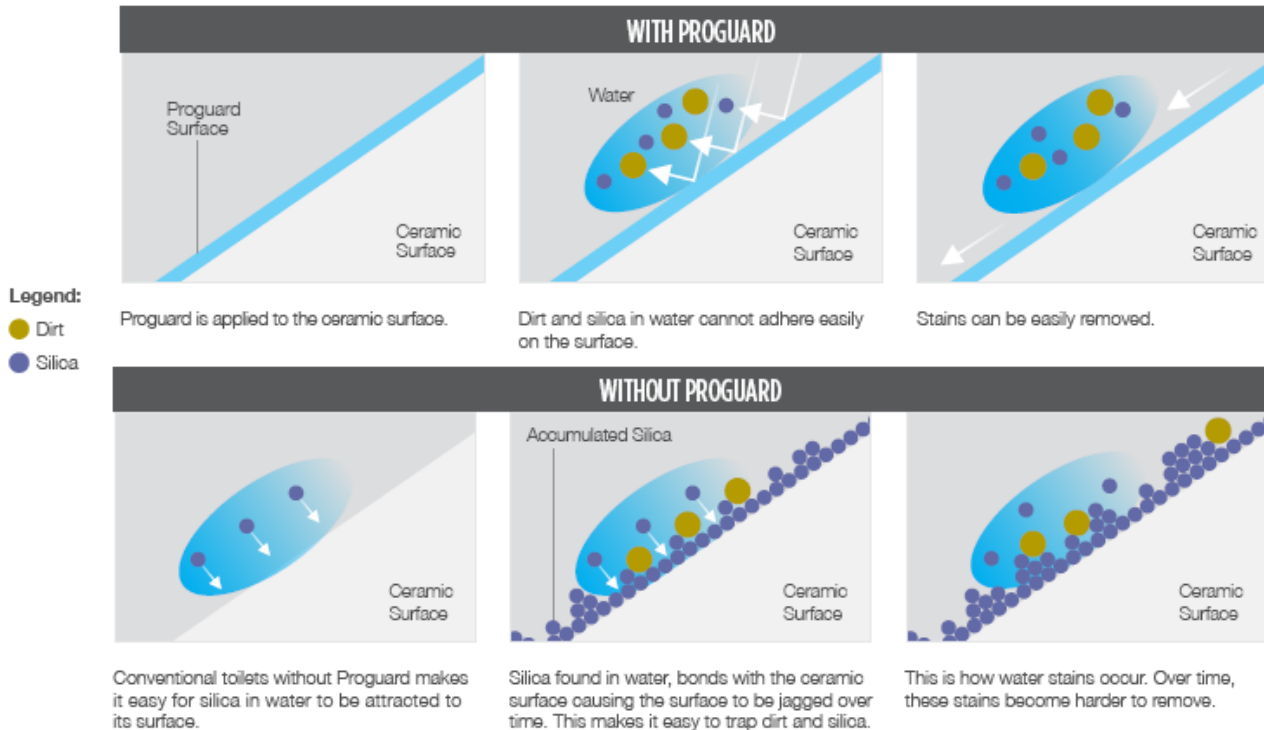 WITH PROGUARD
Proguard
Surface
Ceramic
Surface
Water
Ceramic
Surface
Ceramic
Surface
Legend:
Dirt
Silica
Proguard is applied to the ceramic surface.
Dirt and silica in water cannot adhere easily
on the surface.
Stains can be easily removed.
WITHOUT PROGUARD
Ceramic
Surface
Accumulated Silica
Ceramic
Surface
Ceramic
Surface
Conventional toilets without Proguard makes
it easy for silica in water to be attracted to
its surface.
Silica found in water, bonds with the ceramic
surface causing the surface to be jagged over
time. This makes it easy to trap dirt and silica.
This is how water stains occur. Over time,
these stains become harder to remove.